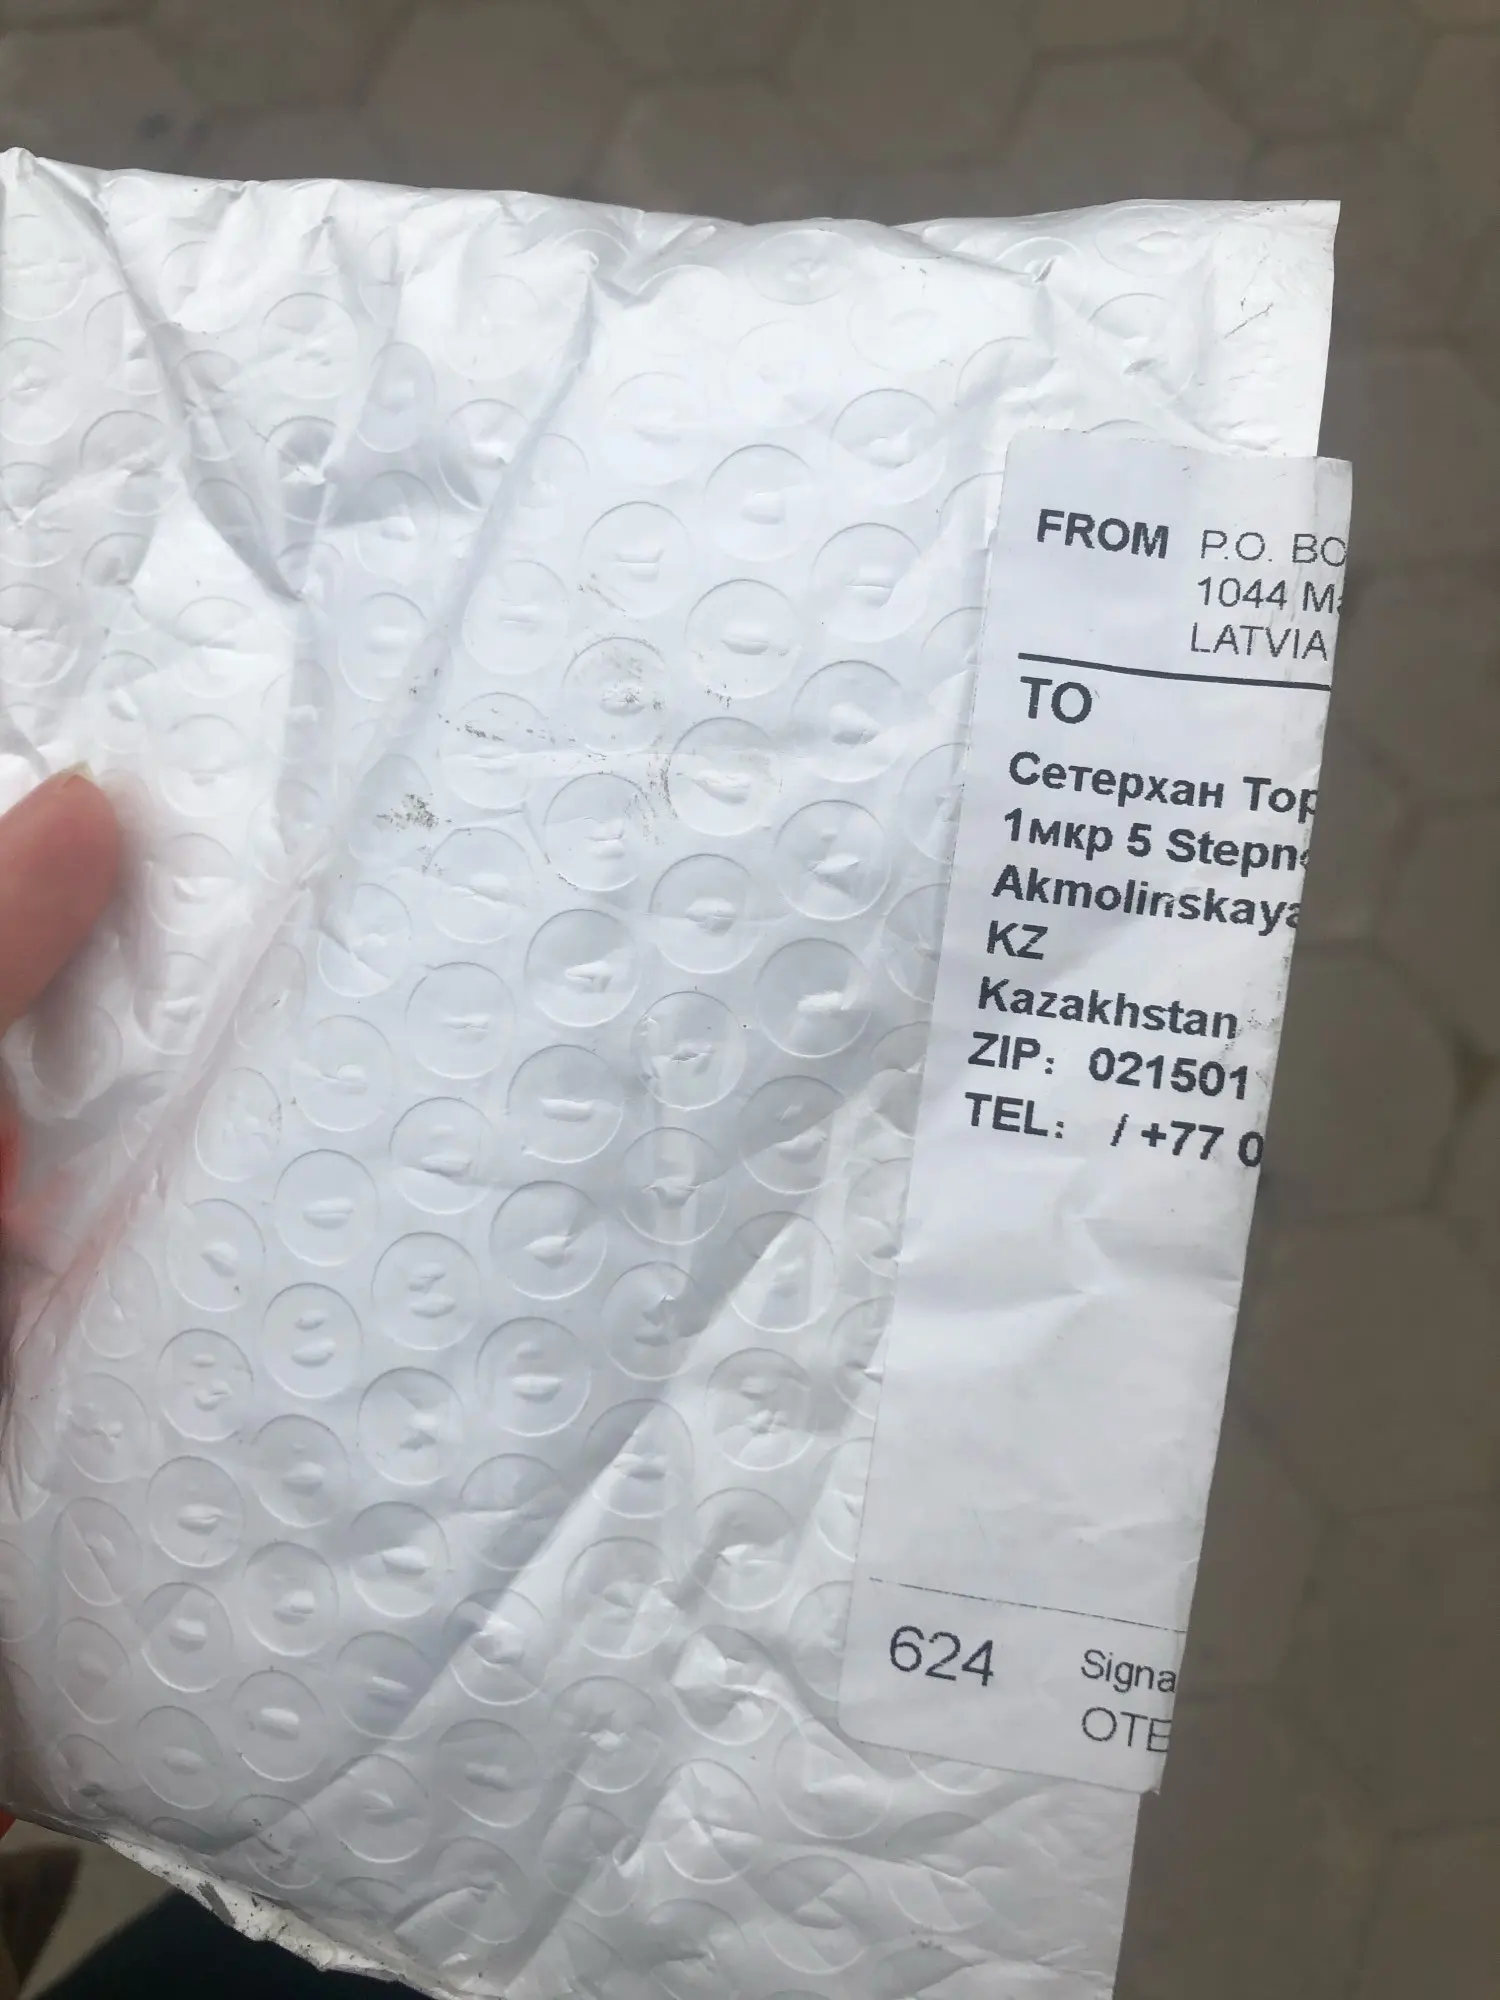 FROM P.O. BO
1044
LATVIA
TO
Сетерхан Тор
1мкр 5 Stepn
Akmolinskaya
KZ
Kazakhstan
ZIP: 021501
TEL: / +77 0
624 Signa
OTE